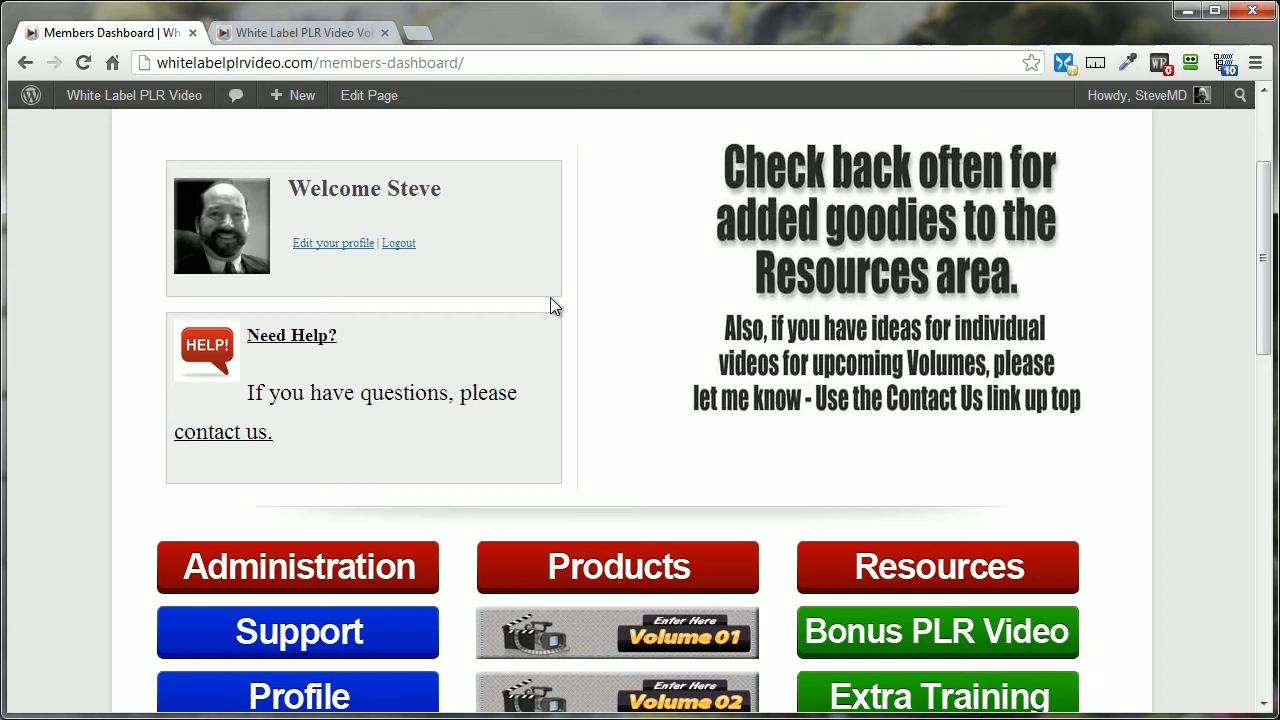 Members Dashboard | Wh
White Label PLR Video Vo
whitelabelplrvideo.com/members-dashboard/
0
10
White Label PLR Video
New
Edit Page
Howdy, SteveMD
Welcome Steve
Edit your profile | Logout
HELP!
Need Help?
If you have questions, please
contact us.
Check back often for
added goodies to the
Resources area.
Also, if you have ideas for individual
videos for upcoming Volumes, please
let me know - Use the Contact Us link up top
Administration
Products
Resources
Support
Enter Here
Volume 01
Bonus PLR Video
Profile
Enter Here
Volume 02
Extra Training